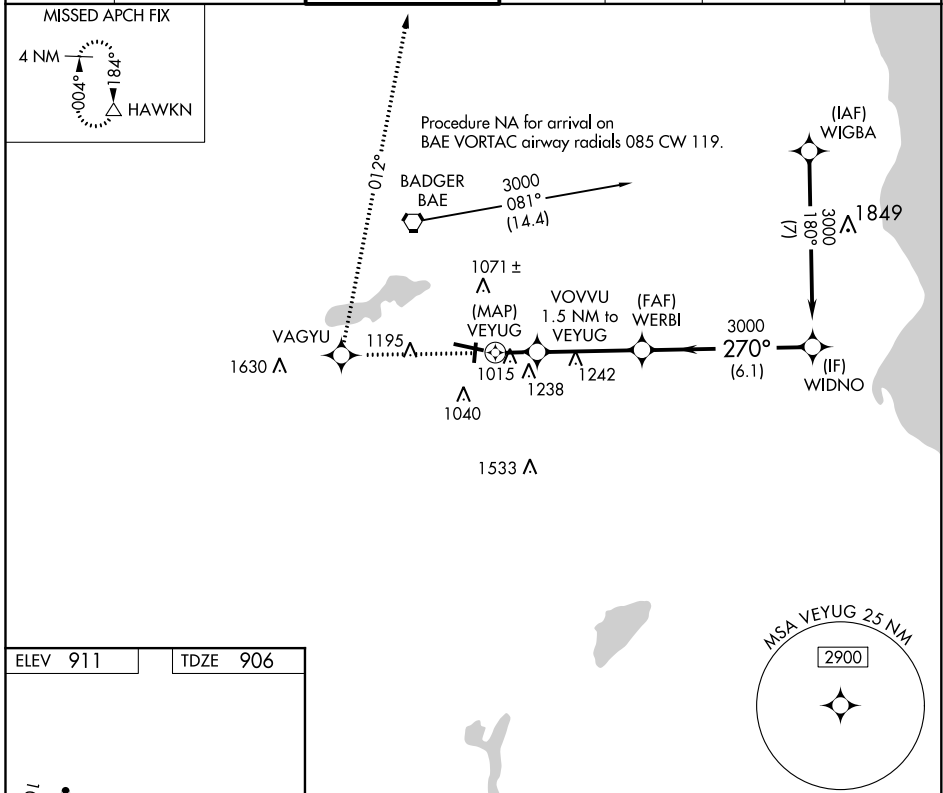 MISSED APCH FIX
4 NM
004°
184°
HAWKN
012°
Procedure NA for arrival on
BAE VORTAC airway radials 085 CW 119.
BADGER
BAE
3000
081°
(14.4)
(IAF)
WIGBA
3000
180°
(7)
1849
1071 ±
(MAP)
VEYUG
VOVVU
1.5 NM to
VEYUG
(FAF)
WERBI
3000
270°
(6.1)
(IF)
WIDNO
VAGYU
1195
1630
1015
1238
1242
1040
1533
MSA VEYUG 25 NM
2900
ELEV 911
TDZE 906